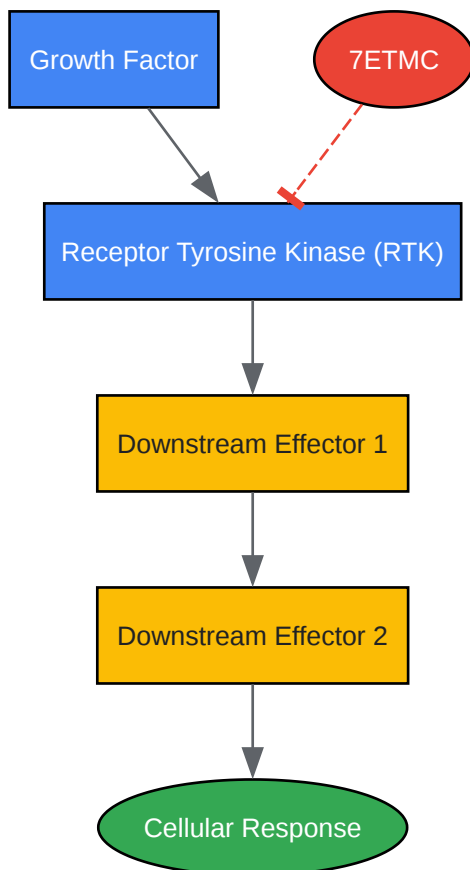 Growth Factor
7ETMC
Receptor Tyrosine Kinase (RTK)
Downstream Effector 1
Downstream Effector 2
Cellular Response